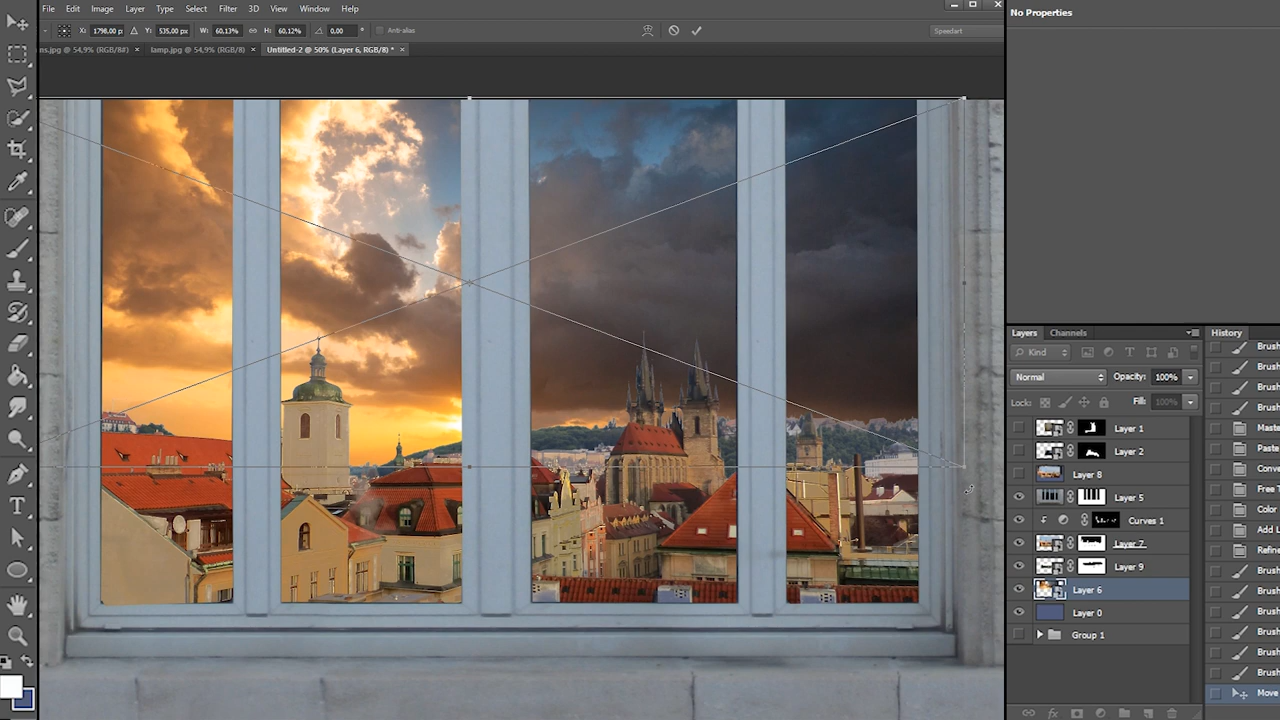 File Edit Image Layer Type Select Filter 3D View Window Help
X: 1798,00 p Y: 535,00 px W: 60,13% H: 60,12% 0,00 ° Anti-alias Speedart
ns.jpg @ 54,9% (RGB/8#) × lamp.jpg @ 54,9% (RGB/8) × Untitled-2 @ 50% (Layer 6, RGB/8) * ×
No Properties
Layers Channels
Kind
Normal Opacity: 100%
Lock: Fill: 100%
Layer 1
Layer 2
Layer 8
Layer 5
Curves 1
Layer 7
Layer 9
Layer 6
Layer 0
Group 1
fx
History
Brush
Brush
Brush
Brush
Maste
Paste
Conve
Free T
Color
Add L
Refine
Brush
Brush
Brush
Brush
Brush
Brush
Move